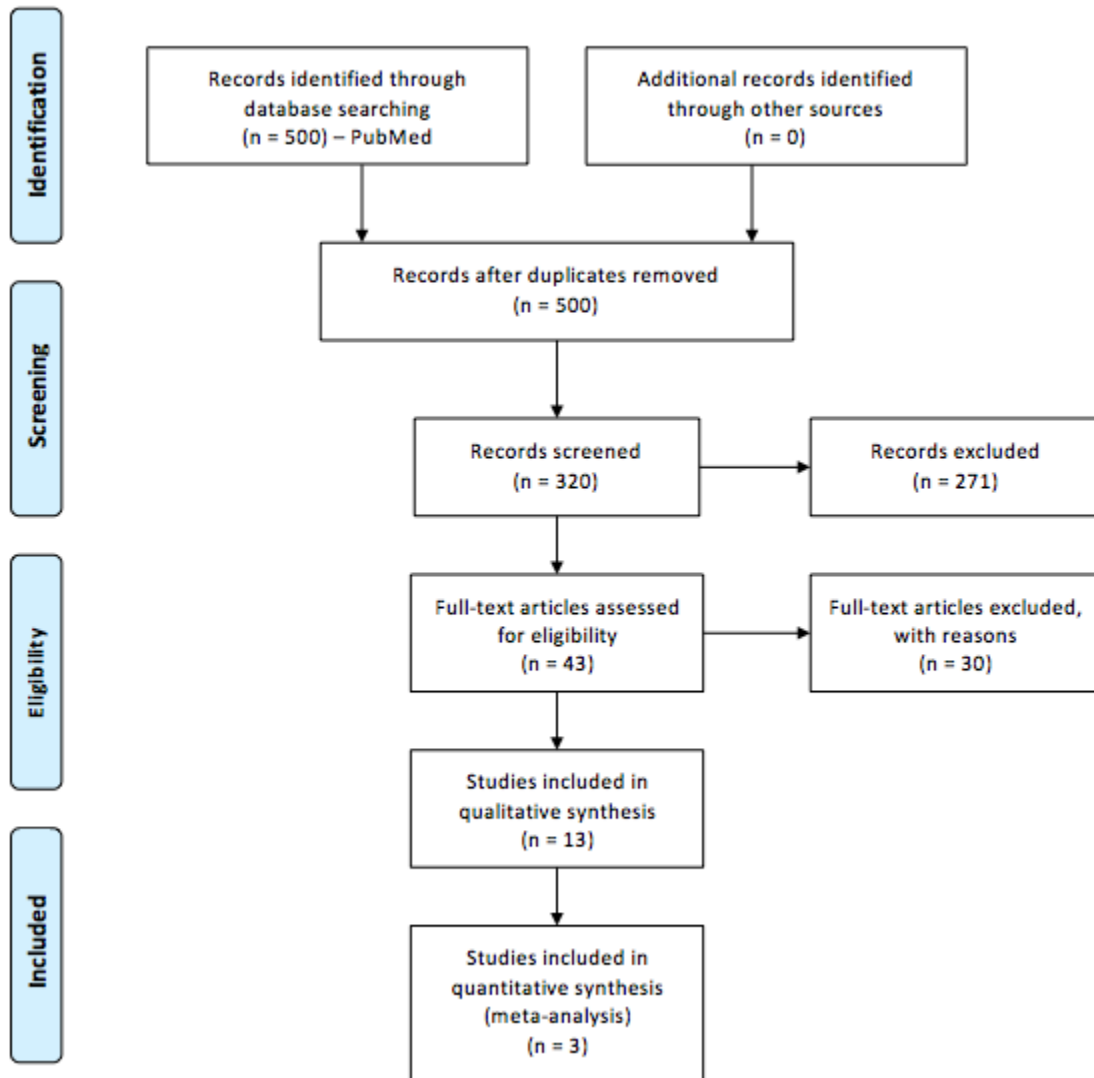 Identification
Records identified through
database searching
(n = 500) – PubMed
Additional records identified
through other sources
(n = 0)
Records after duplicates removed
(n = 500)
Screening
Records screened
(n = 320)
Records excluded
(n = 271)
Eligibility
Full-text articles assessed
for eligibility
(n = 43)
Full-text articles excluded,
with reasons
(n = 30)
Studies included in
qualitative synthesis
(n = 13)
Included
Studies included in
quantitative synthesis
(meta-analysis)
(n = 3)